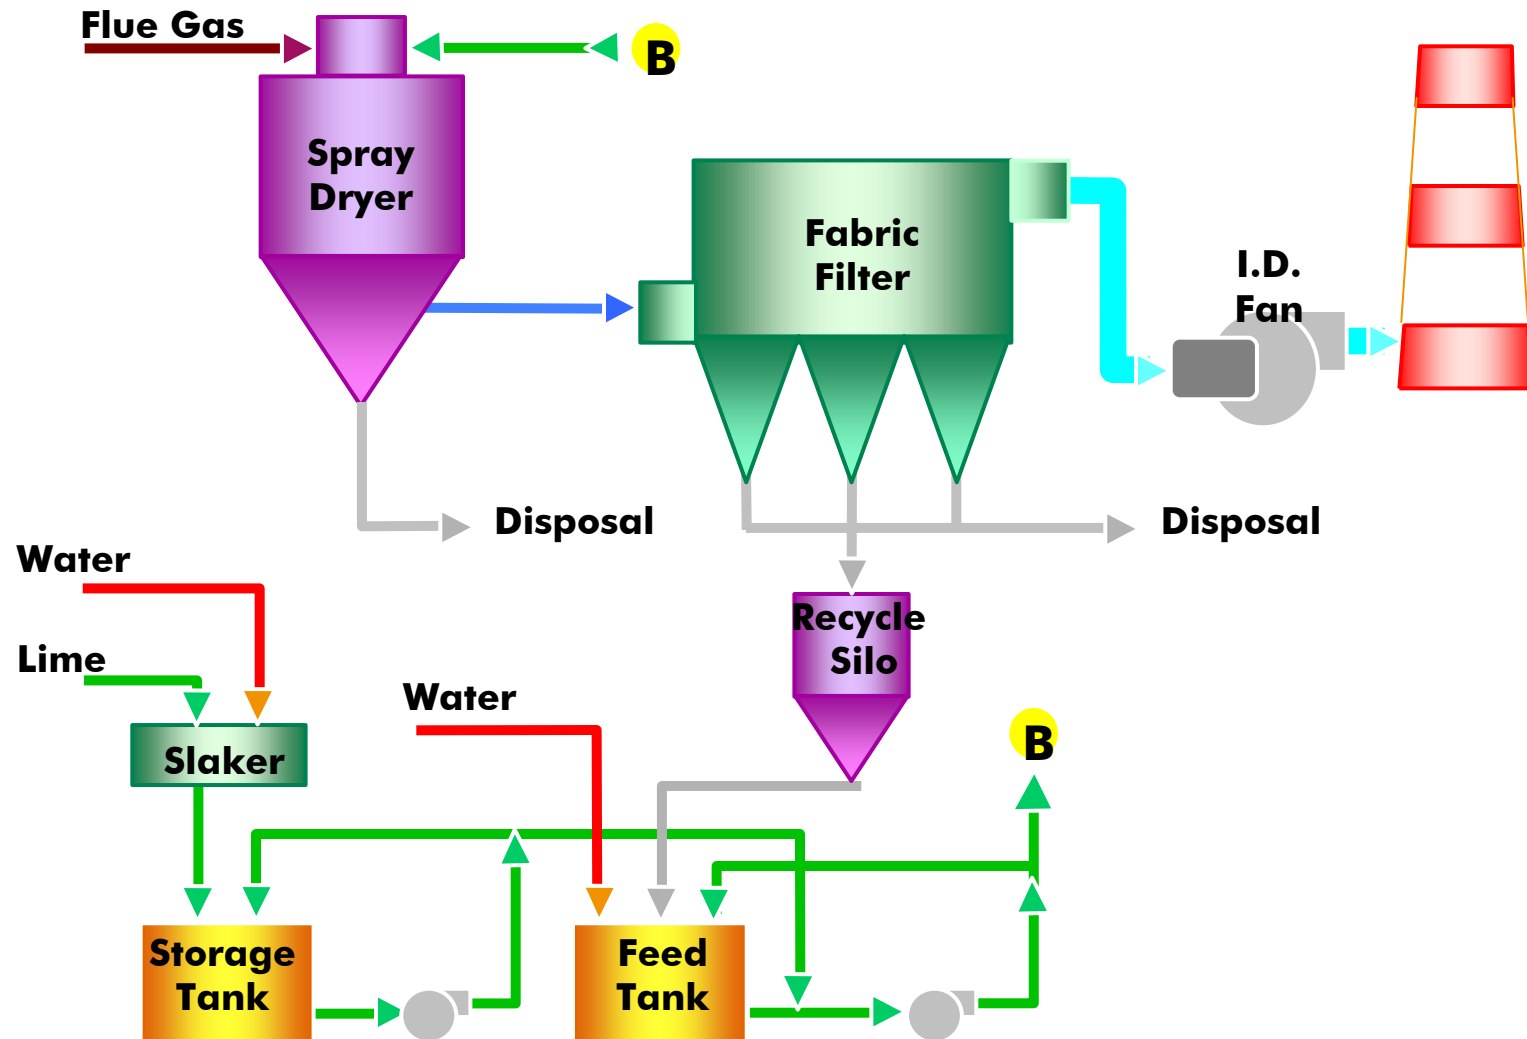 Flue Gas
B
Spray
Dryer
Fabric
Filter
I.D.
Fan
Disposal
Disposal
Water
Lime
Recycle
Silo
Water
B
Slaker
Storage
Tank
Feed
Tank